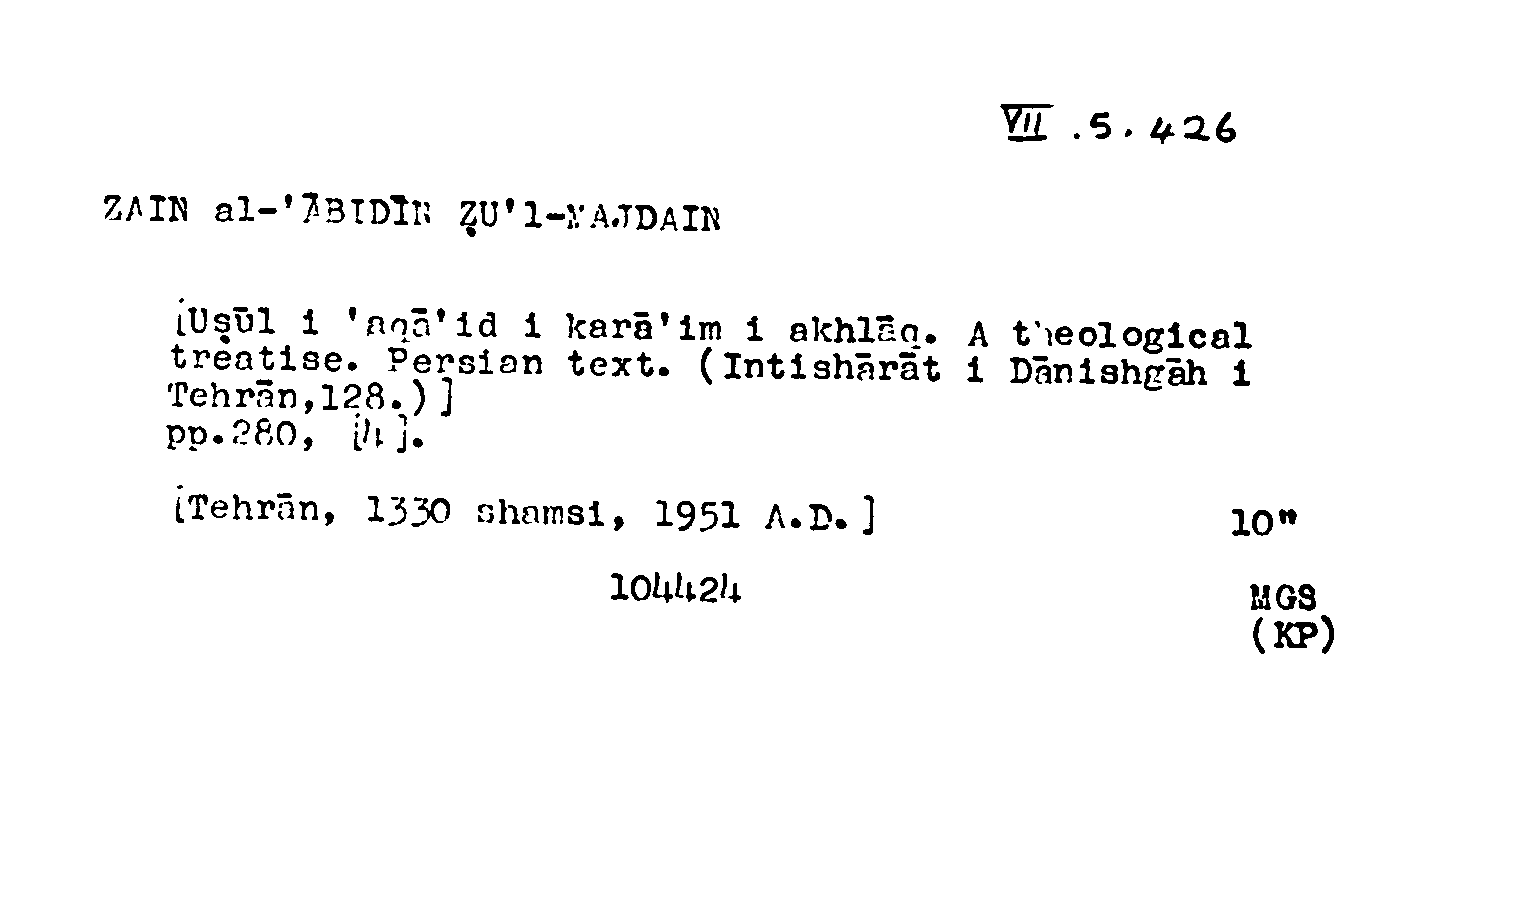 VII .5. 426
ZAIN al-'ĀBIDĪN ẒU'l-MAJDAIN
[Uṣūl i 'aqā'id i karā'im i akhlāq. A theological
treatise. Persian text. (Intishārāt i Dānishgāh i
Tehrān,128.)]
pp.280, [4].
[Tehrān, 1330 shamsi, 1951 A.D.]
10"
104424
MGS
(KP)